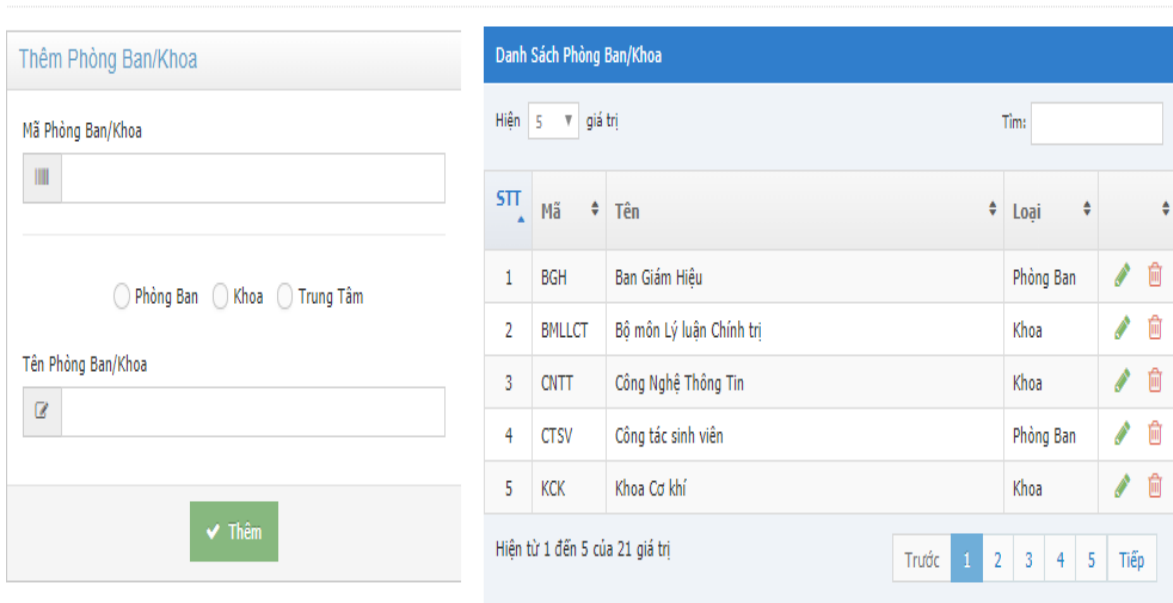 Thêm Phòng Ban/Khoa
Mã Phòng Ban/Khoa
Phòng Ban Khoa Trung Tâm
Tên Phòng Ban/Khoa
Thêm
Danh Sách Phòng Ban/Khoa
Hiện 5 giá trị Tìm:
STT Mã Tên Loại
1 BGH Ban Giám Hiệu Phòng Ban
2 BMLLCT Bộ môn Lý luận Chính trị Khoa
3 CNTT Công Nghệ Thông Tin Khoa
4 CTSV Công tác sinh viên Phòng Ban
5 KCK Khoa Cơ khí Khoa
Hiện từ 1 đến 5 của 21 giá trị Trước 1 2 3 4 5 Tiếp